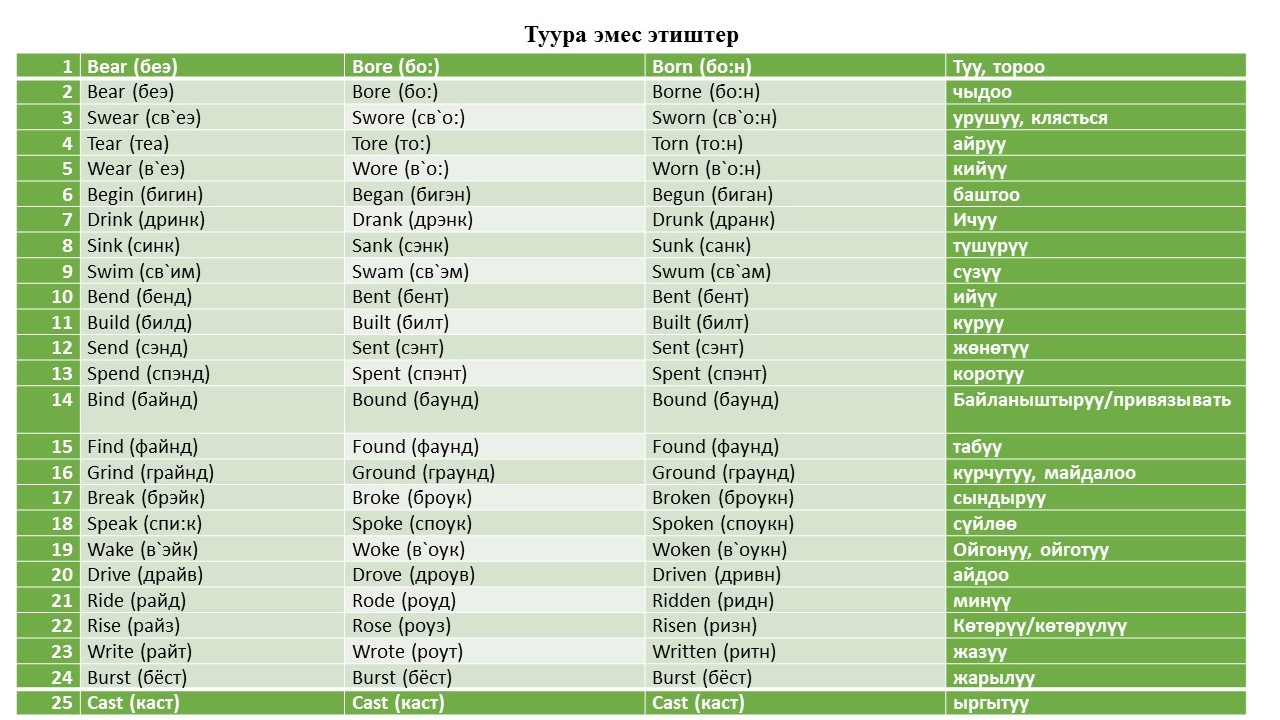 Туура эмес этиштер
1 Bear (беэ) Bore (бо:) Born (бо:н) Туу, тороо
2 Bear (беэ) Bore (бо:) Borne (бо:н) чыдоо
3 Swear (св`еэ) Swore (св`о:) Sworn (св`о:н) урушуу, клясться
4 Tear (теа) Tore (то:) Torn (то:н) айруу
5 Wear (в`еэ) Wore (в`о:) Worn (в`о:н) кийүү
6 Begin (бигин) Began (бигэн) Begun (биган) баштоо
7 Drink (дринк) Drank (дрэнк) Drunk (дранк) Ичуу
8 Sink (синк) Sank (сэнк) Sunk (санк) түшүрүү
9 Swim (св`им) Swam (св`эм) Swum (св`ам) сүзүү
10 Bend (бенд) Bent (бент) Bent (бент) ийүү
11 Build (билд) Built (билт) Built (билт) куруу
12 Send (сэнд) Sent (сэнт) Sent (сэнт) жөнөтүү
13 Spend (спэнд) Spent (спэнт) Spent (спэнт) коротуу
14 Bind (байнд) Bound (баунд) Bound (баунд) Байланыштыруу/привязывать
15 Find (файнд) Found (фаунд) Found (фаунд) табуу
16 Grind (грайнд) Ground (граунд) Ground (граунд) курчутуу, майдалоо
17 Break (брэйк) Broke (броук) Broken (броукн) сындыруу
18 Speak (спи:к) Spoke (споук) Spoken (споукн) сүйлөө
19 Wake (в`эйк) Woke (в`оук) Woken (в`оукн) Ойгонуу, ойготуу
20 Drive (драйв) Drove (дроув) Driven (дривн) айдоо
21 Ride (райд) Rode (роуд) Ridden (ридн) минүү
22 Rise (райз) Rose (роуз) Risen (ризн) Көтөрүү/көтөрүлүү
23 Write (райт) Wrote (роут) Written (ритн) жазуу
24 Burst (бёст) Burst (бёст) Burst (бёст) жарылуу
25 Cast (каст) Cast (каст) Cast (каст) ыргытуу